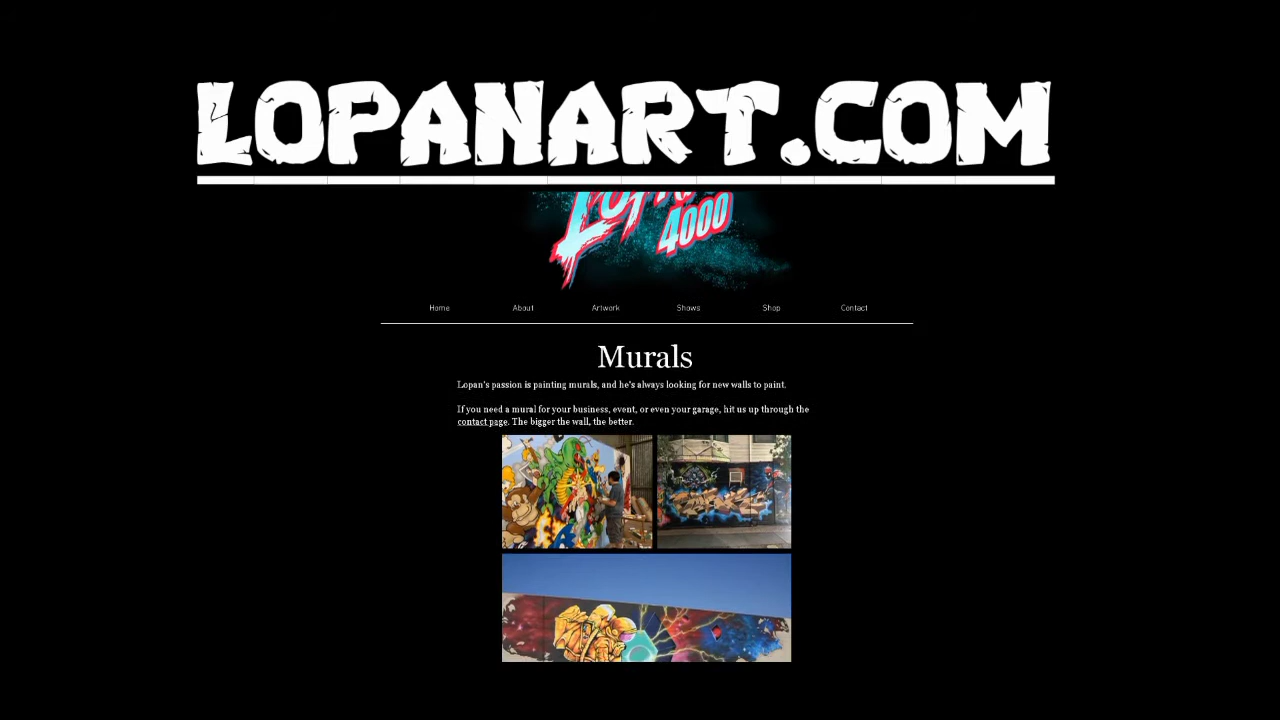 LOPANART.COM
4000
Home About Artwork Shows Shop Contact
Murals
Lopan's passion is painting murals, and he's always looking for new walls to paint.
If you need a mural for your business, event, or even your garage, hit us up through the
contact page. The bigger the wall, the better.